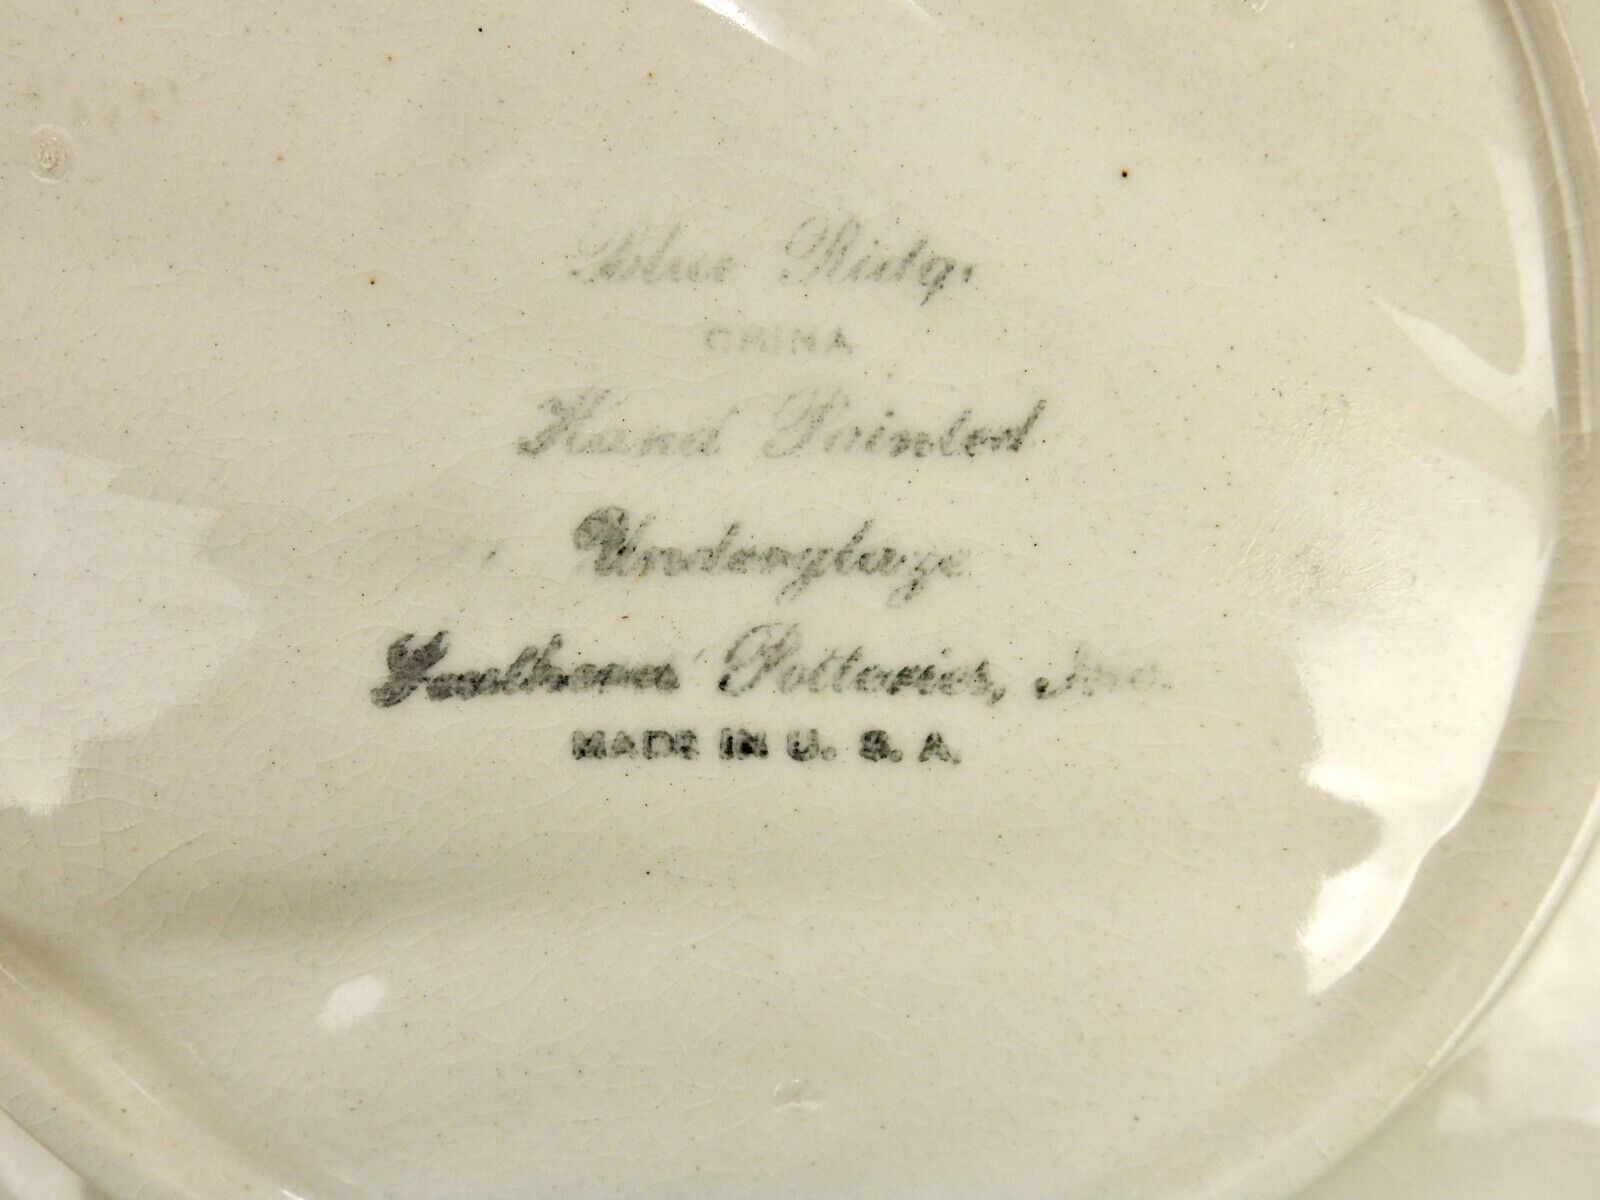 Blue Ridge
CHINA
Hand Painted
Underglaze
Southern Potteries, Inc.
MADE IN U. S. A.